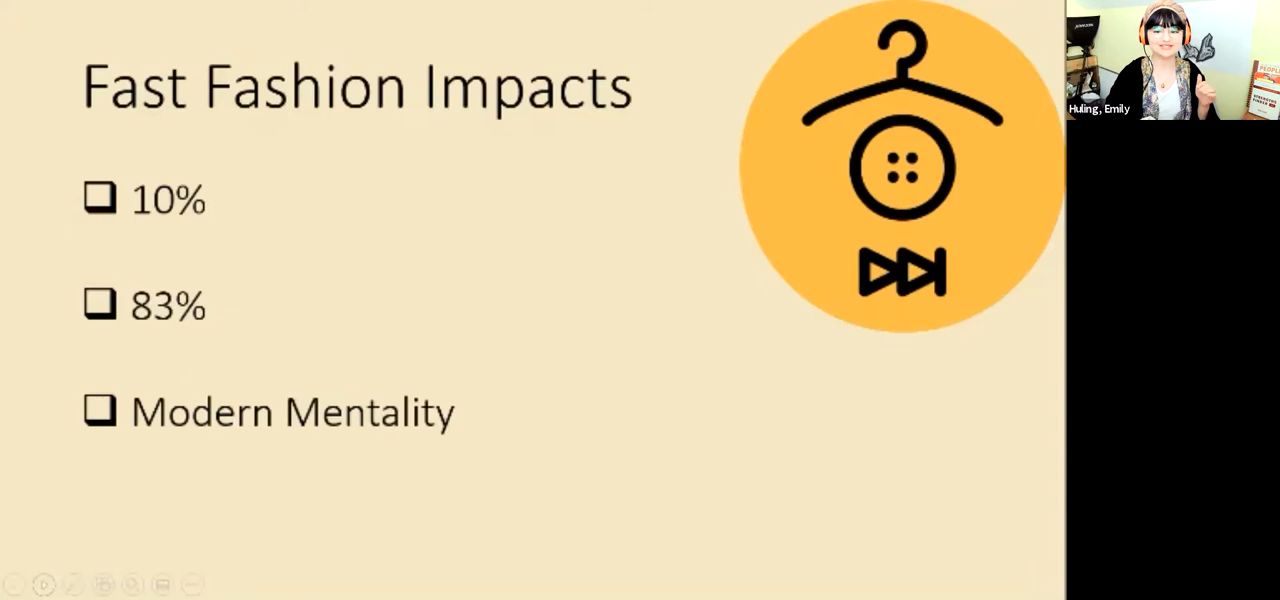 Fast Fashion Impacts
10%
83%
Modern Mentality
Huling, Emily